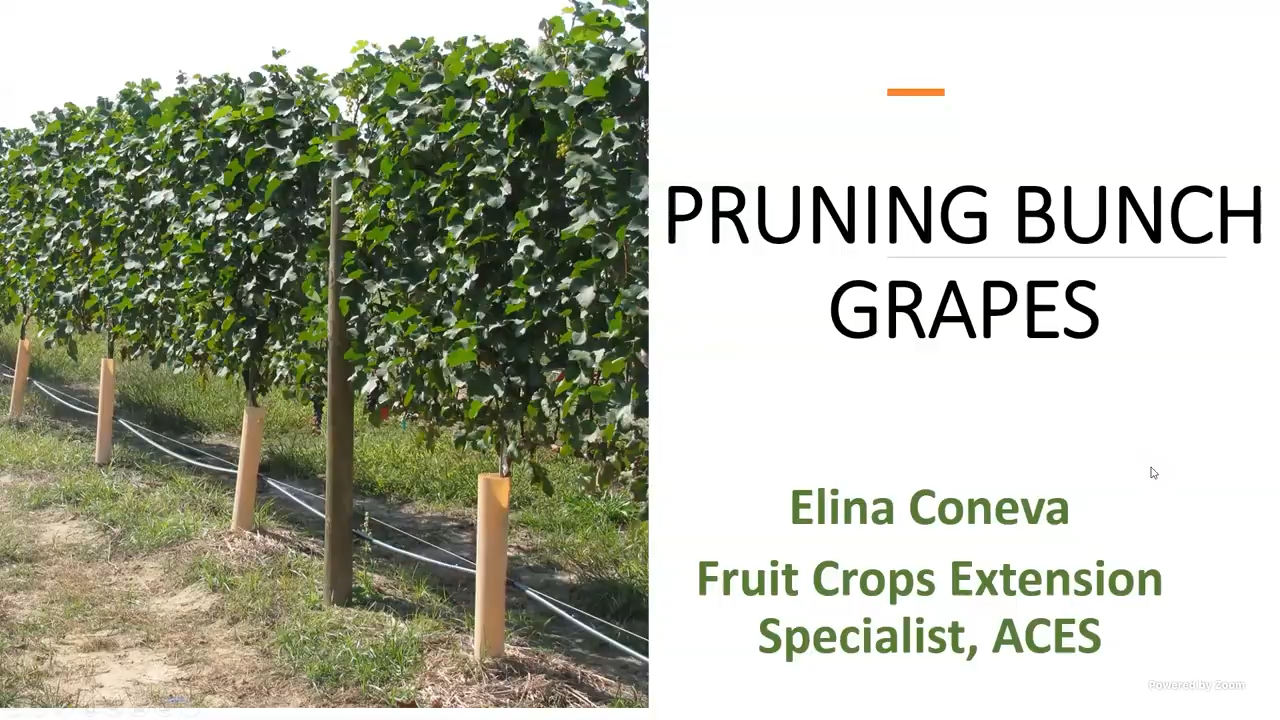 PRUNING BUNCH
GRAPES
Elina Coneva
Fruit Crops Extension
Specialist, ACES
Powered by Zoom